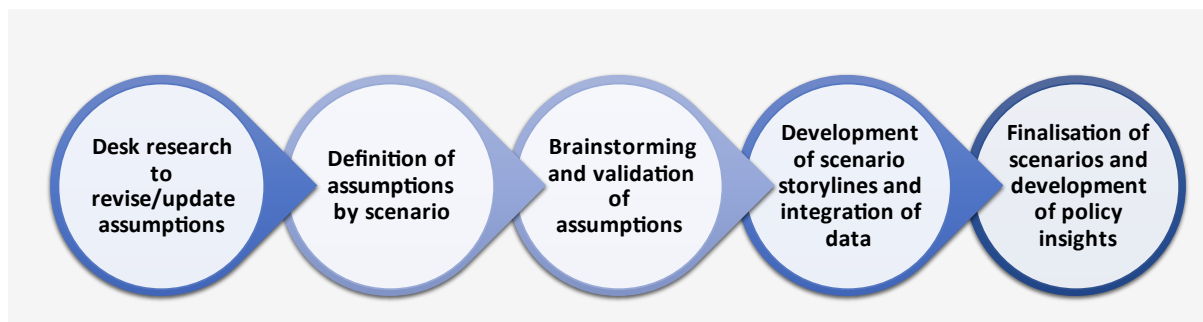 Desk research
to
revise/update
assumptions
Definition of
assumptions
by scenario
Brainstorming
and validation
of
assumptions
Development
of scenario
storylines and
integration of
data
Finalisation of
scenarios and
development
of policy
insights